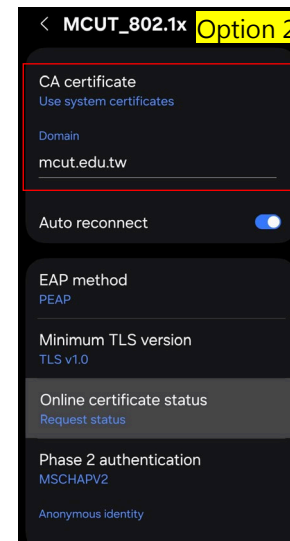 < MCUT_802.1x
Option 2
CA certificate
Use system certificates
Domain
mcut.edu.tw
Auto reconnect
EAP method
PEAP
Minimum TLS version
TLS v1.0
Online certificate status
Request status
Phase 2 authentication
MSCHAPV2
Anonymous identity